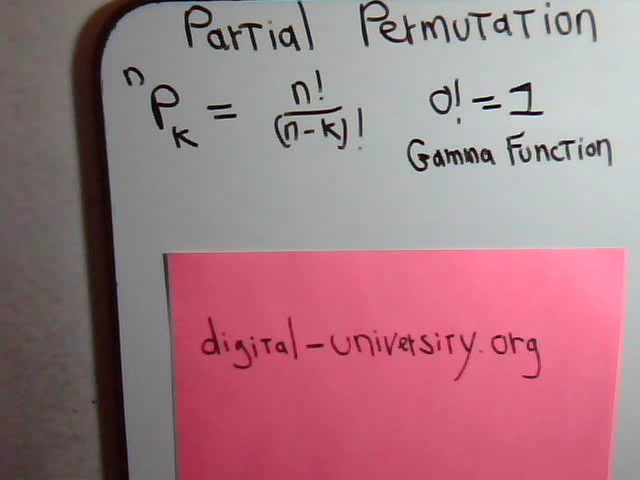 Partial Permutation
nPk = n!/(n-k)! 0! = 1
Gamma Function
digital-university.org